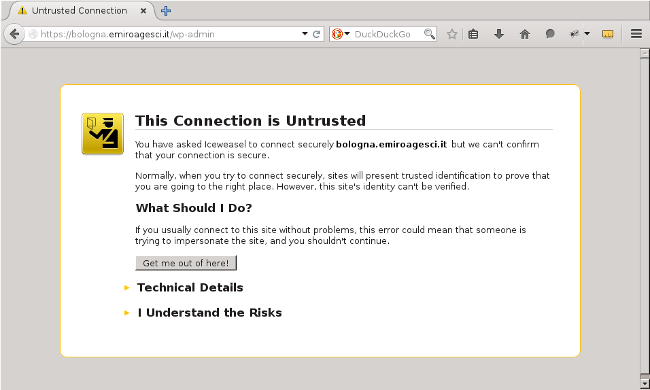 Untrusted Connection
https://bologna.emiroagesci.it/wp-admin
DuckDuckGo
This Connection is Untrusted
You have asked Iceweasel to connect securely bologna.emiroagesci.it but we can't confirm
that your connection is secure.
Normally, when you try to connect securely, sites will present trusted identification to prove that
you are going to the right place. However, this site's identity can't be verified.
What Should I Do?
If you usually connect to this site without problems, this error could mean that someone is
trying to impersonate the site, and you shouldn't continue.
Get me out of here!
Technical Details
I Understand the Risks